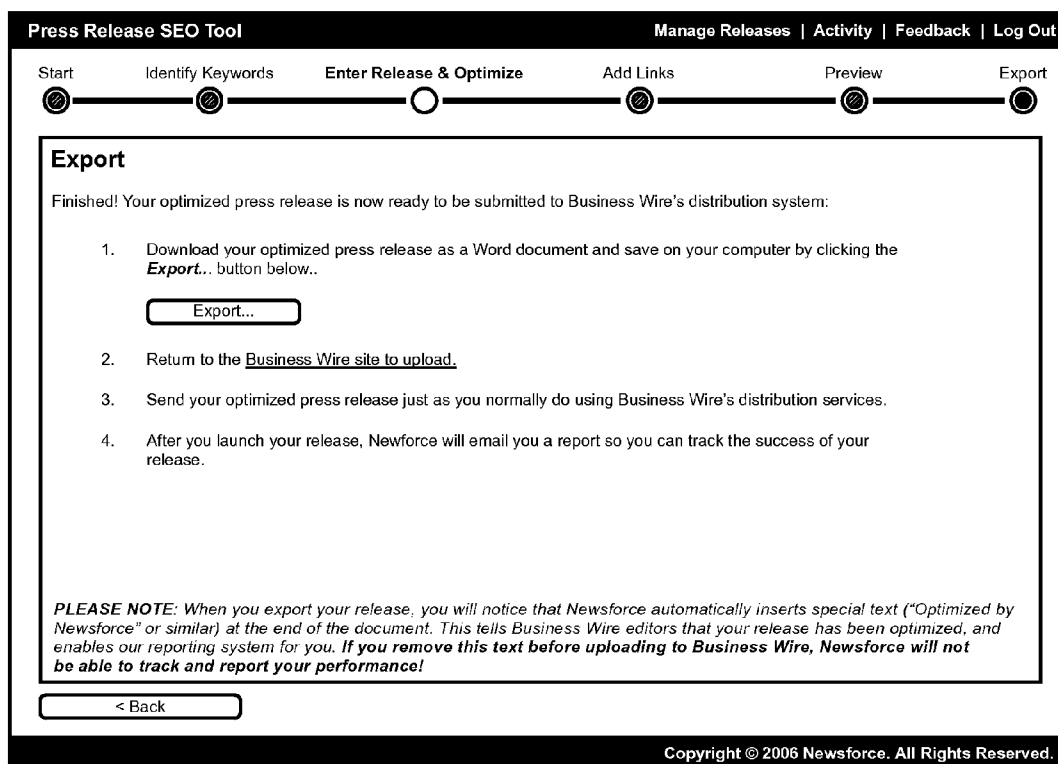 Press Release SEO Tool Manage Releases | Activity | Feedback | Log Out
Start Identify Keywords Enter Release & Optimize Add Links Preview Export
Export
Finished! Your optimized press release is now ready to be submitted to Business Wire's distribution system:
1. Download your optimized press release as a Word document and save on your computer by clicking the
Export... button below..
Export...
2. Return to the Business Wire site to upload.
3. Send your optimized press release just as you normally do using Business Wire's distribution services.
4. After you launch your release, Newforce will email you a report so you can track the success of your
release.
PLEASE NOTE: When you export your release, you will notice that Newsforce automatically inserts special text ("Optimized by
Newsforce" or similar) at the end of the document. This tells Business Wire editors that your release has been optimized, and
enables our reporting system for you. If you remove this text before uploading to Business Wire, Newsforce will not
be able to track and report your performance!
< Back
Copyright © 2006 Newsforce. All Rights Reserved.